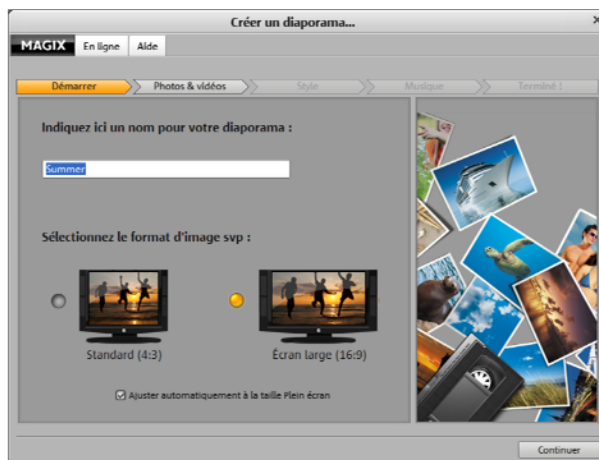 Créer un diaporama...
MAGIX En ligne Aide
Démarrer Photos & vidéos Style Musique Terminé !
Indiquez ici un nom pour votre diaporama :
Summer
Sélectionnez le format d'image svp :
Standard (4:3) Écran large (16:9)
Ajuster automatiquement à la taille Plein écran
Continuer